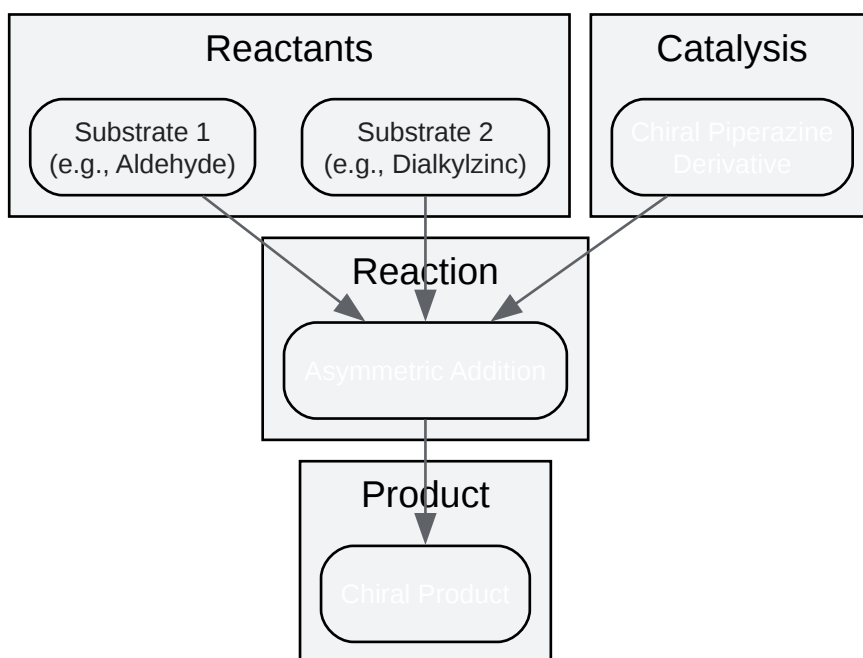 Reactants
Catalysis
Substrate 1
(e.g., Aldehyde)
Substrate 2
(e.g., Dialkylzinc)
Chiral Piperazine
Derivative
Reaction
Asymmetric Addition
Product
Chiral Product